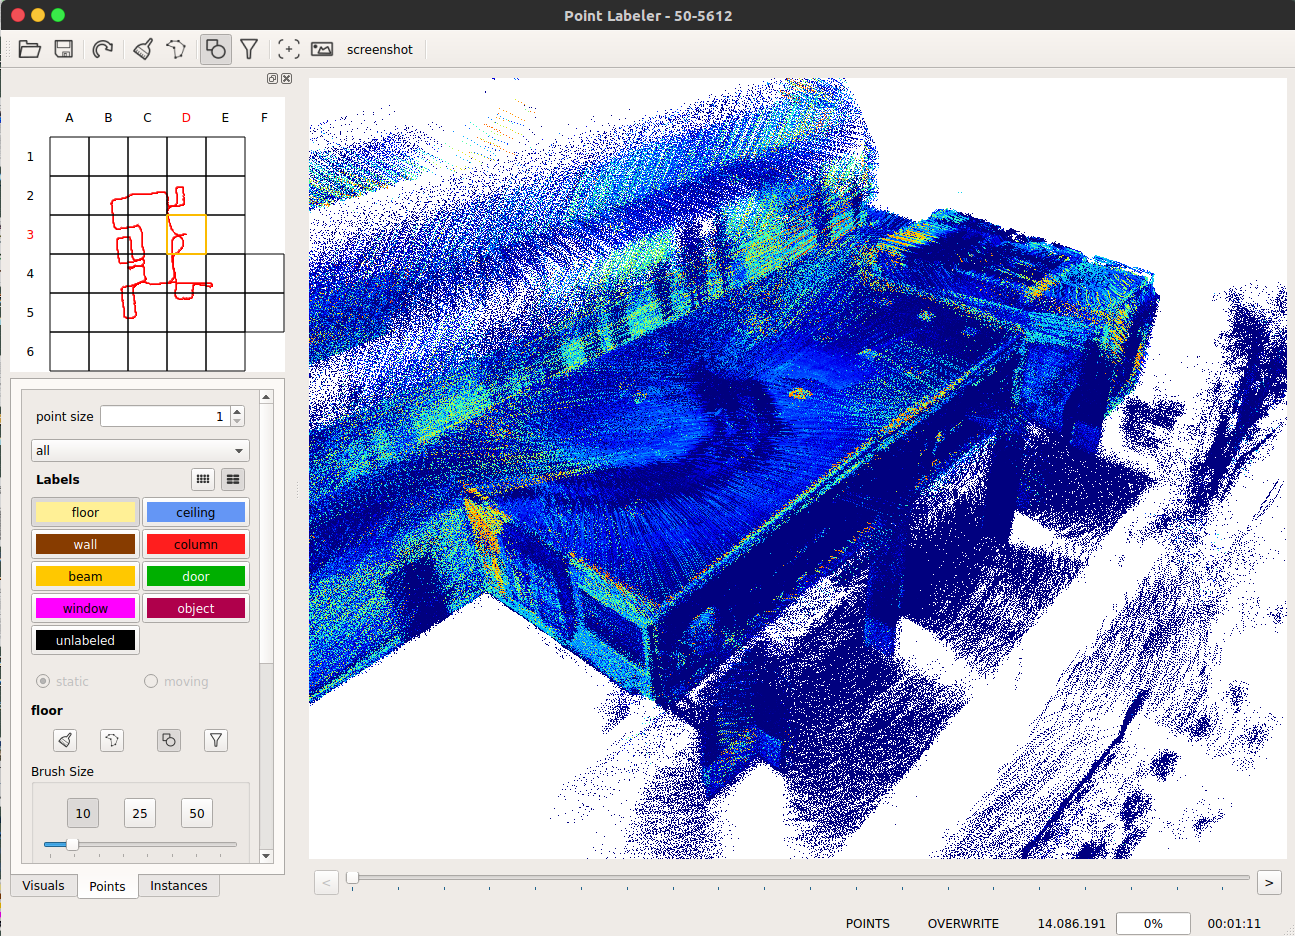 Point Labeler - 50-5612
screenshot
A B C D E F
1
2
3
4
5
6
point size 1
all
Labels
floor ceiling
wall column
beam door
window object
unlabeled
static moving
floor
Brush Size
10 25 50
Visuals Points Instances
< >
POINTS OVERWRITE 14.086.191 0% 00:01:11